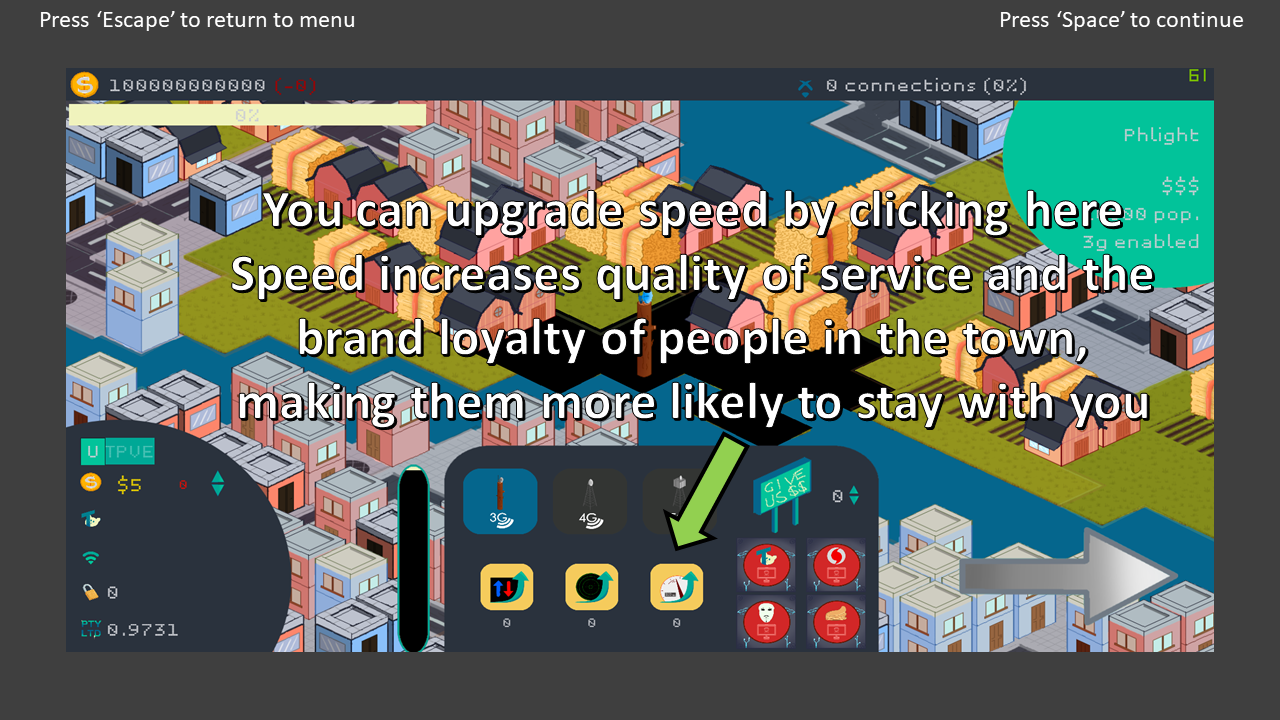 Press ‘Escape’ to return to menu
Press ‘Space’ to continue
100000000000 (-0)
0 connections (0%)
61
0%
Phlight
$$$
00 pop.
3g enabled
You can upgrade speed by clicking here
Speed increases quality of service and the
brand loyalty of people in the town,
making them more likely to stay with you
U TPVE
$5 0
0
PTY LTD 0.9731
3G
4G
GIVE
US $$
0
0
0
0